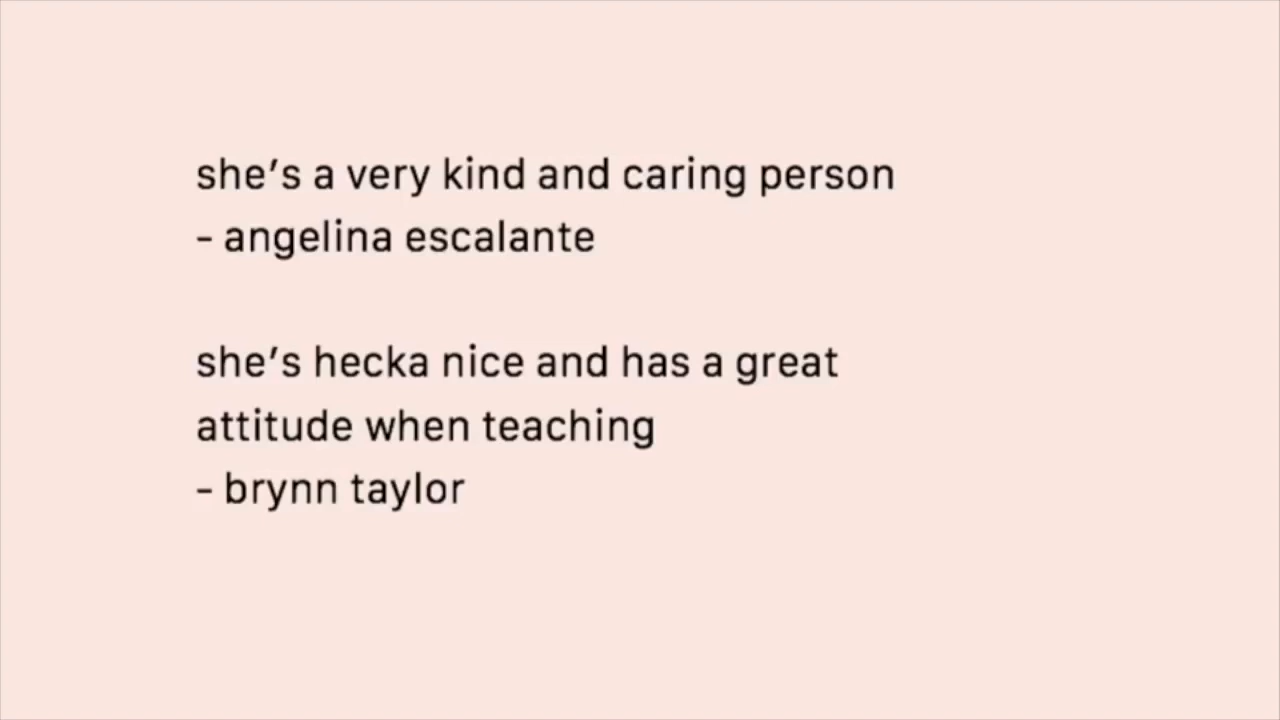 she's a very kind and caring person
- angelina escalante
she's hecka nice and has a great
attitude when teaching
- brynn taylor